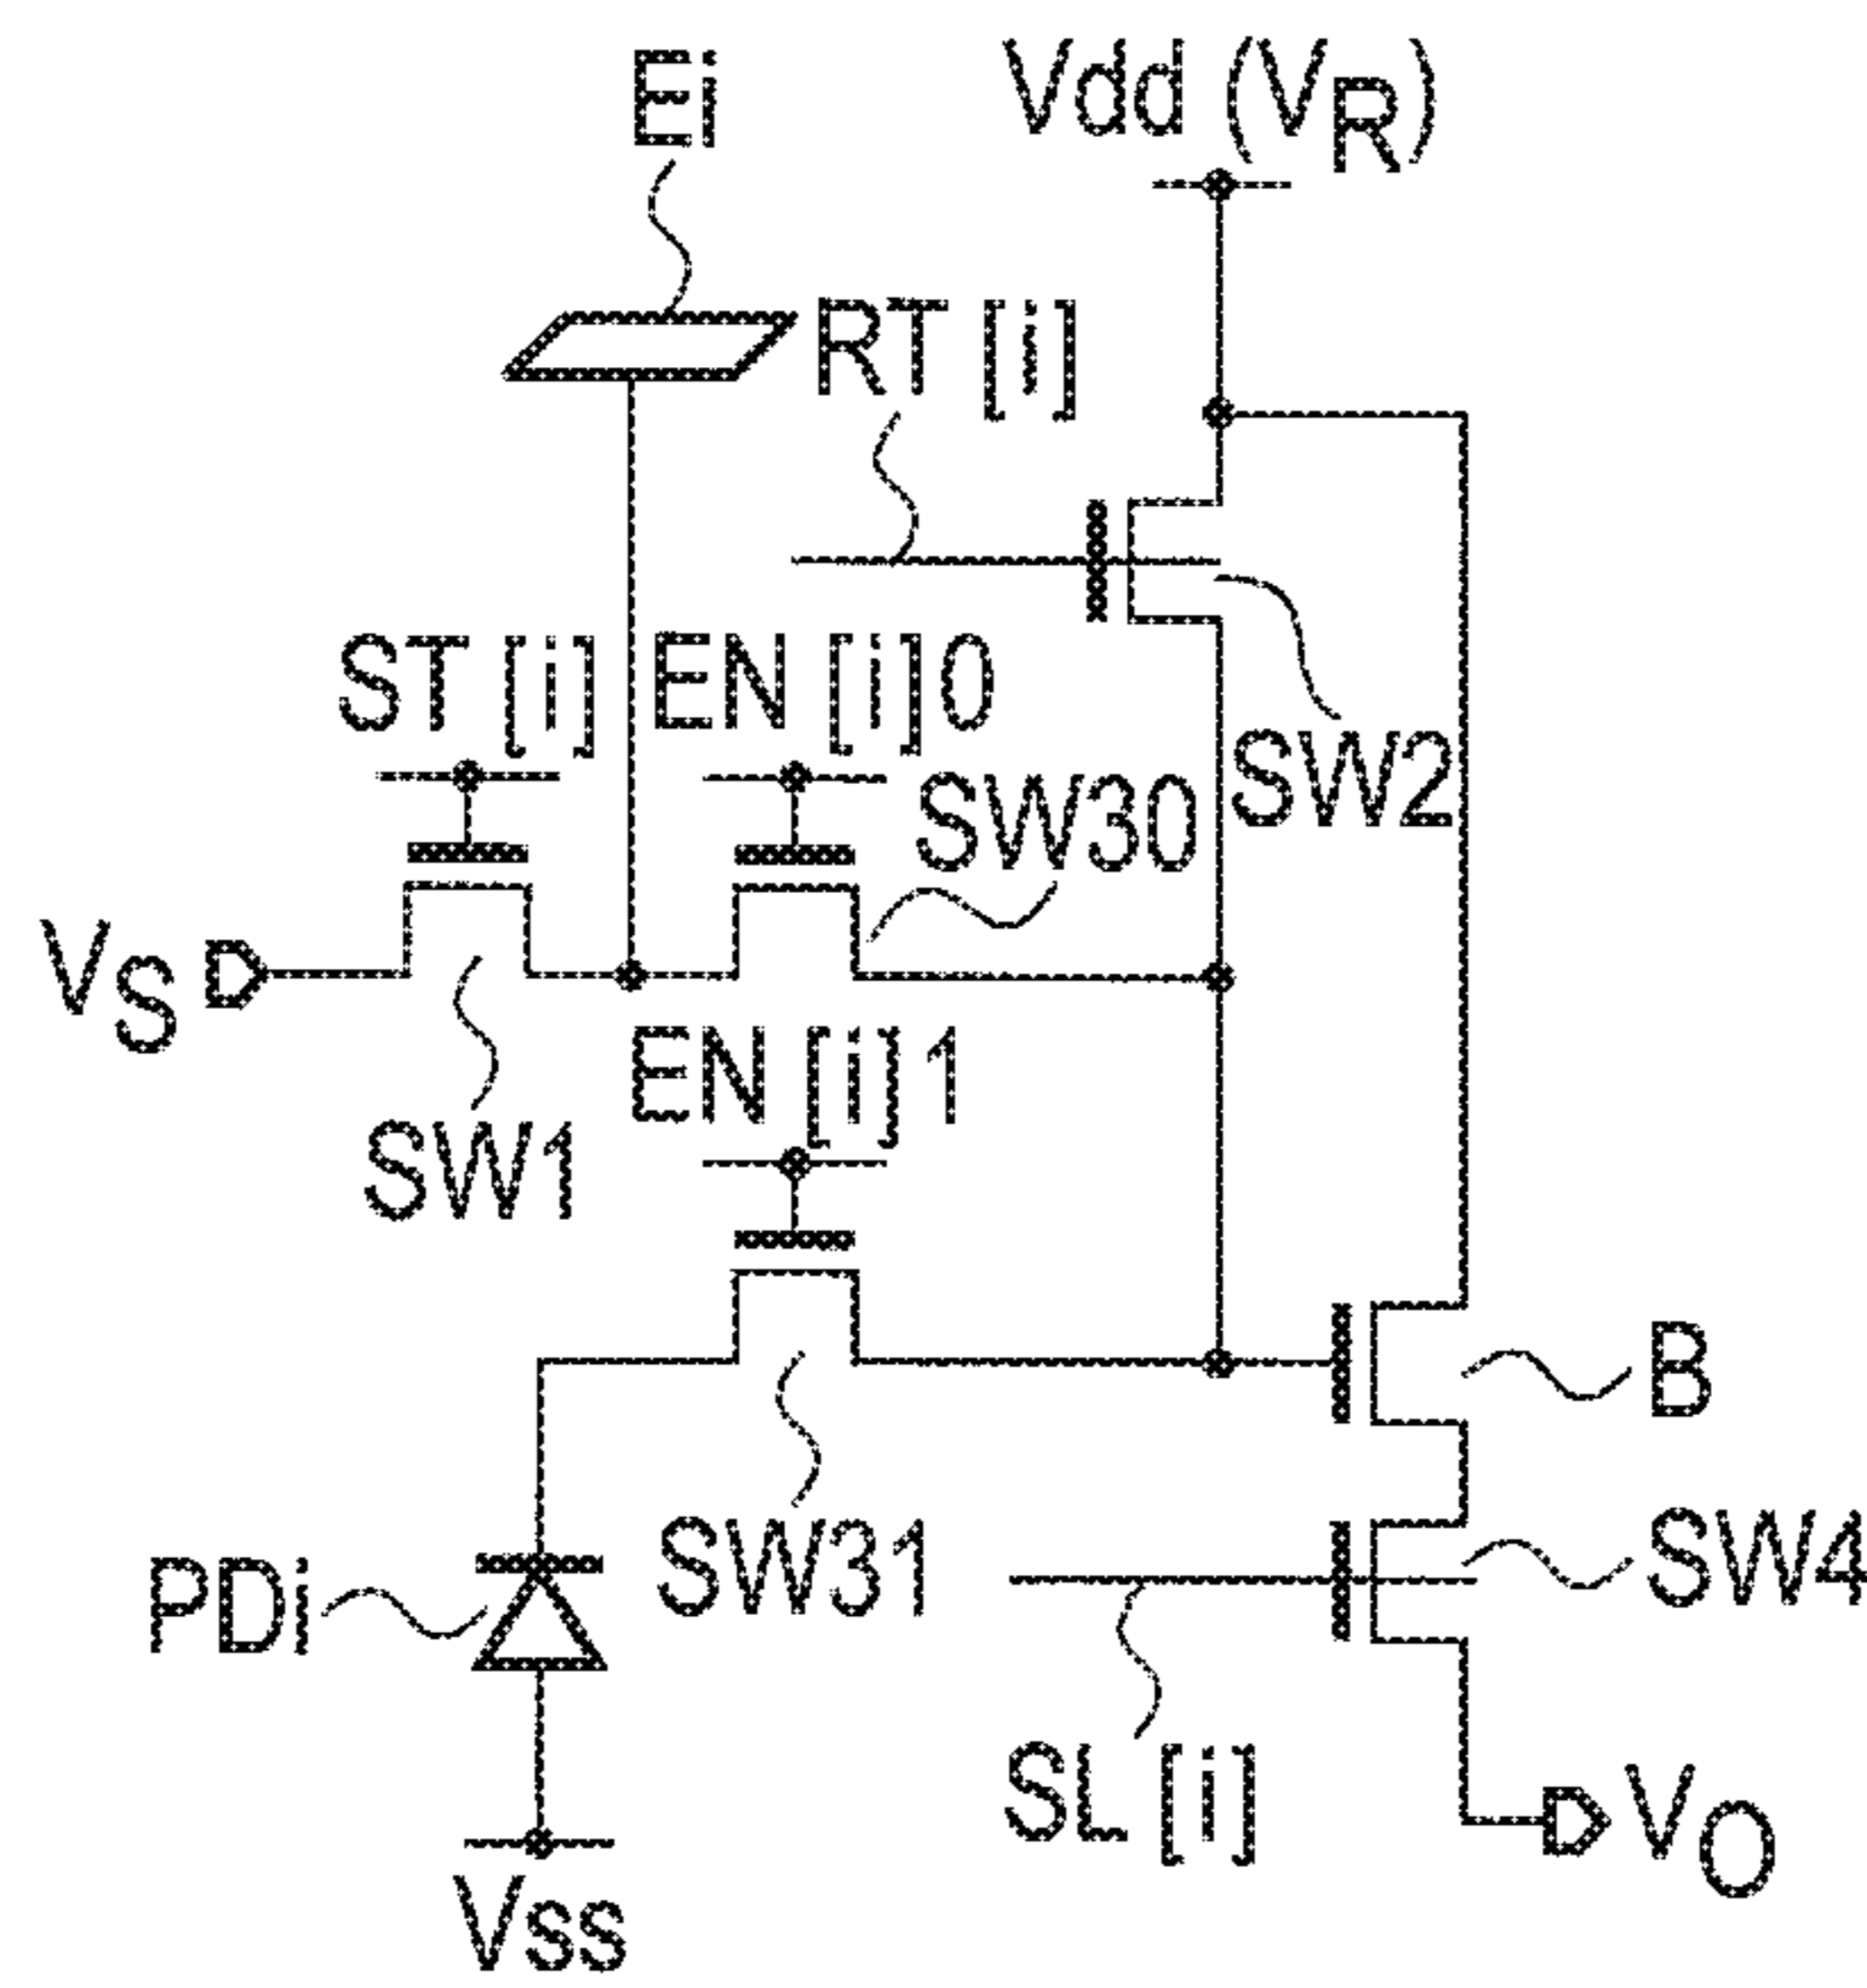 Ei
Vdd (VR)
RT [i]
ST [i]
EN [i]0
SW30
SW2
VS
EN [i]1
SW1
B
SW31
SW4
PDi
SL [i]
VO
Vss